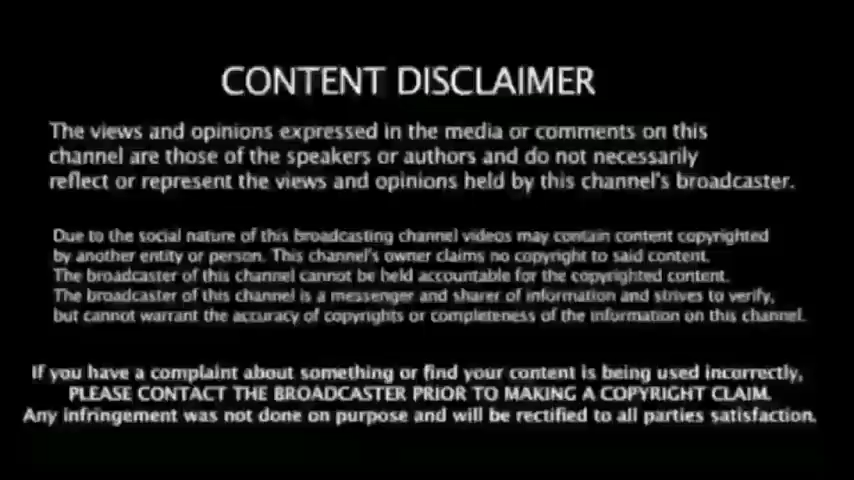 CONTENT DISCLAIMER
The views and opinions expressed in the media or comments on this
channel are those of the speakers or authors and do not necessarily
reflect or represent the views and opinions held by this channel's broadcaster.
Due to the social nature of this broadcasting channel videos may contain content copyrighted
by another entity or person. This channel's owner claims no copyright to said content.
The broadcaster of this channel cannot be held accountable for the copyrighted content.
The broadcaster of this channel is a messenger and sharer of information and strives to verify,
but cannot warrant the accuracy of copyrights or completeness of the information on this channel.
If you have a complaint about something or find your content is being used incorrectly,
PLEASE CONTACT THE BROADCASTER PRIOR TO MAKING A COPYRIGHT CLAIM.
Any infringement was not done on purpose and will be rectified to all parties satisfaction.